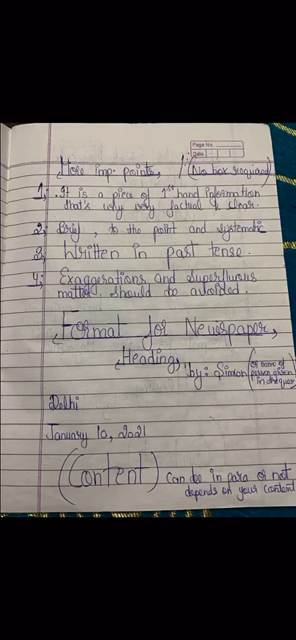 Page No.
Date
More imp. points,
(No box required)
1, It is a piece of 1st hand information
that's why very factual & clear.
2, Brief, to the point and systematic
3, Written in past tense.
4, Exaggerations and superfluous
matter should be avoided.
Format for Newspaper,
Heading,
by: Simran (or name of
person given
in the ques)
Delhi
January 10, 2021
(Content) can be in para or not
depends on your content